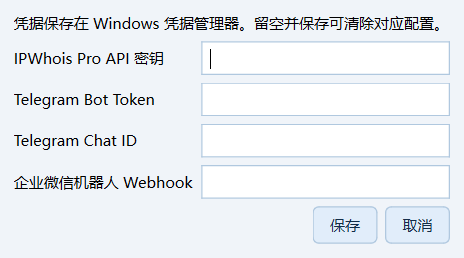 凭据保存在 Windows 凭据管理器。留空并保存可清除对应配置。
IPWhois Pro API 密钥
Telegram Bot Token
Telegram Chat ID
企业微信机器人 Webhook
保存 取消